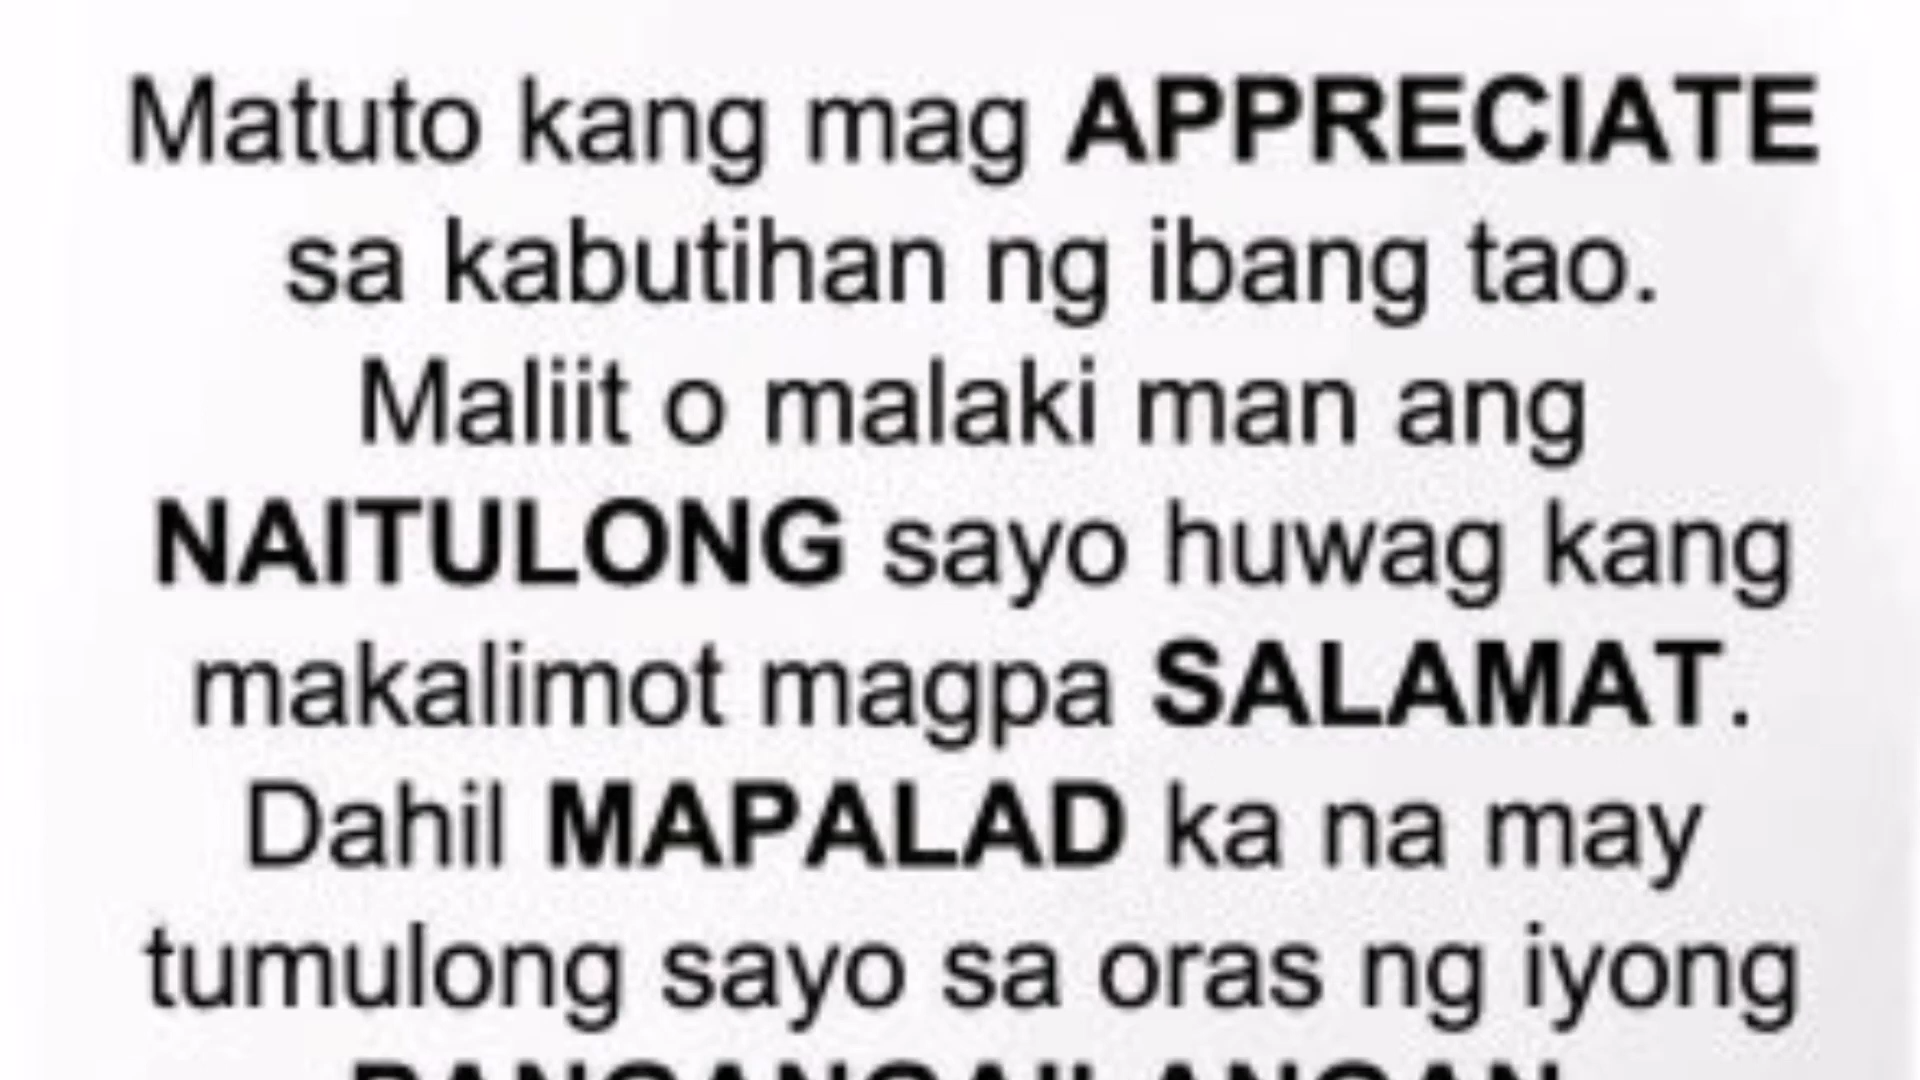 Matuto kang mag APPRECIATE
sa kabutihan ng ibang tao.
Maliit o malaki man ang
NAITULONG sayo huwag kang
makalimot magpa SALAMAT.
Dahil MAPALAD ka na may
tumulong sayo sa oras ng iyong